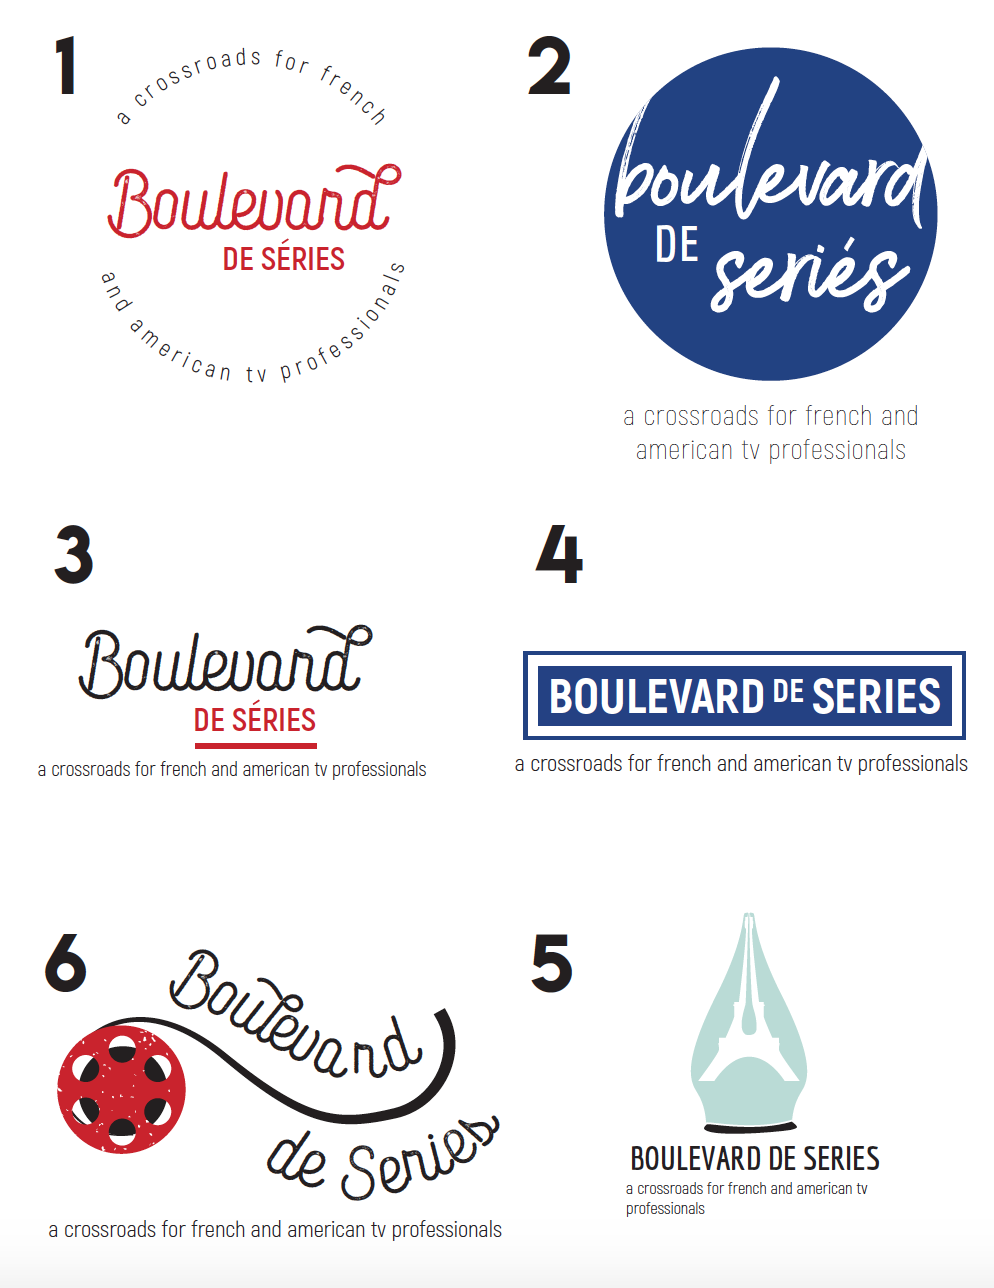 1
a crossroads for french
Boulevard
DE SÉRIES
and american tv professionals
2
boulevard
DE
seriés
a crossroads for french and
american tv professionals
3
Boulevard
DE SÉRIES
a crossroads for french and american tv professionals
4
BOULEVARD DE SERIES
a crossroads for french and american tv professionals
6
Boulevard
de Series
a crossroads for french and american tv professionals
5
BOULEVARD DE SERIES
a crossroads for french and american tv
professionals